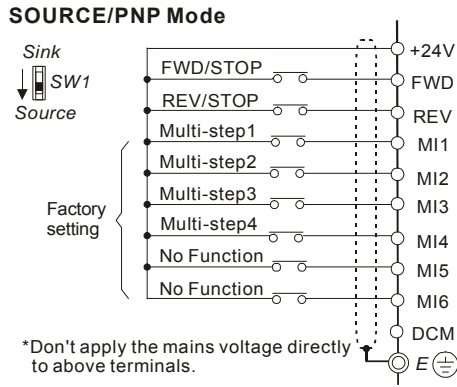 SOURCE/PNP Mode
Sink
SW1
Source
+24V
FWD/STOP
FWD
REV/STOP
REV
Multi-step1
MI1
Multi-step2
MI2
Multi-step3
MI3
Factory
setting
Multi-step4
MI4
No Function
MI5
No Function
MI6
DCM
*Don't apply the mains voltage directly
to above terminals.
E